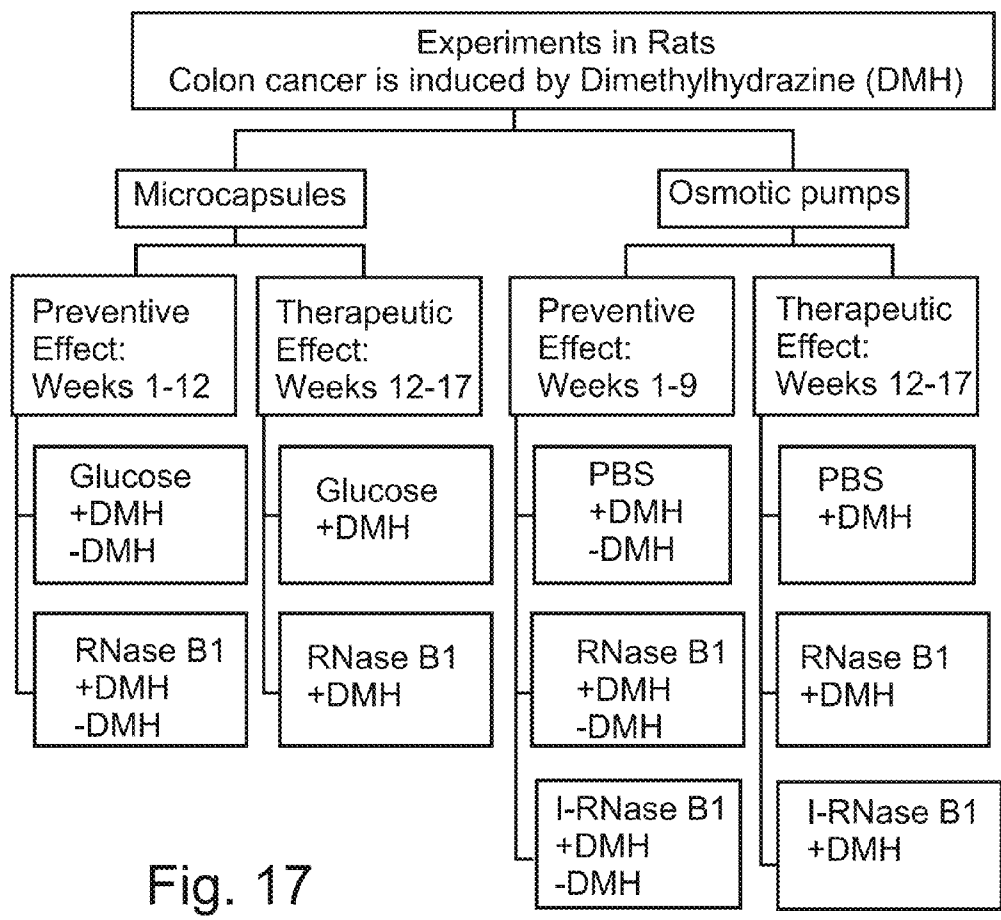 Experiments in Rats
Colon cancer is induced by Dimethylhydrazine (DMH)
Microcapsules
Osmotic pumps
Preventive
Effect:
Weeks 1-12
Therapeutic
Effect:
Weeks 12-17
Preventive
Effect:
Weeks 1-9
Therapeutic
Effect:
Weeks 12-17
Glucose
+DMH
-DMH
Glucose
+DMH
PBS
+DMH
-DMH
PBS
+DMH
RNase B1
+DMH
-DMH
RNase B1
+DMH
RNase B1
+DMH
-DMH
RNase B1
+DMH
I-RNase B1
+DMH
-DMH
I-RNase B1
+DMH
Fig. 17